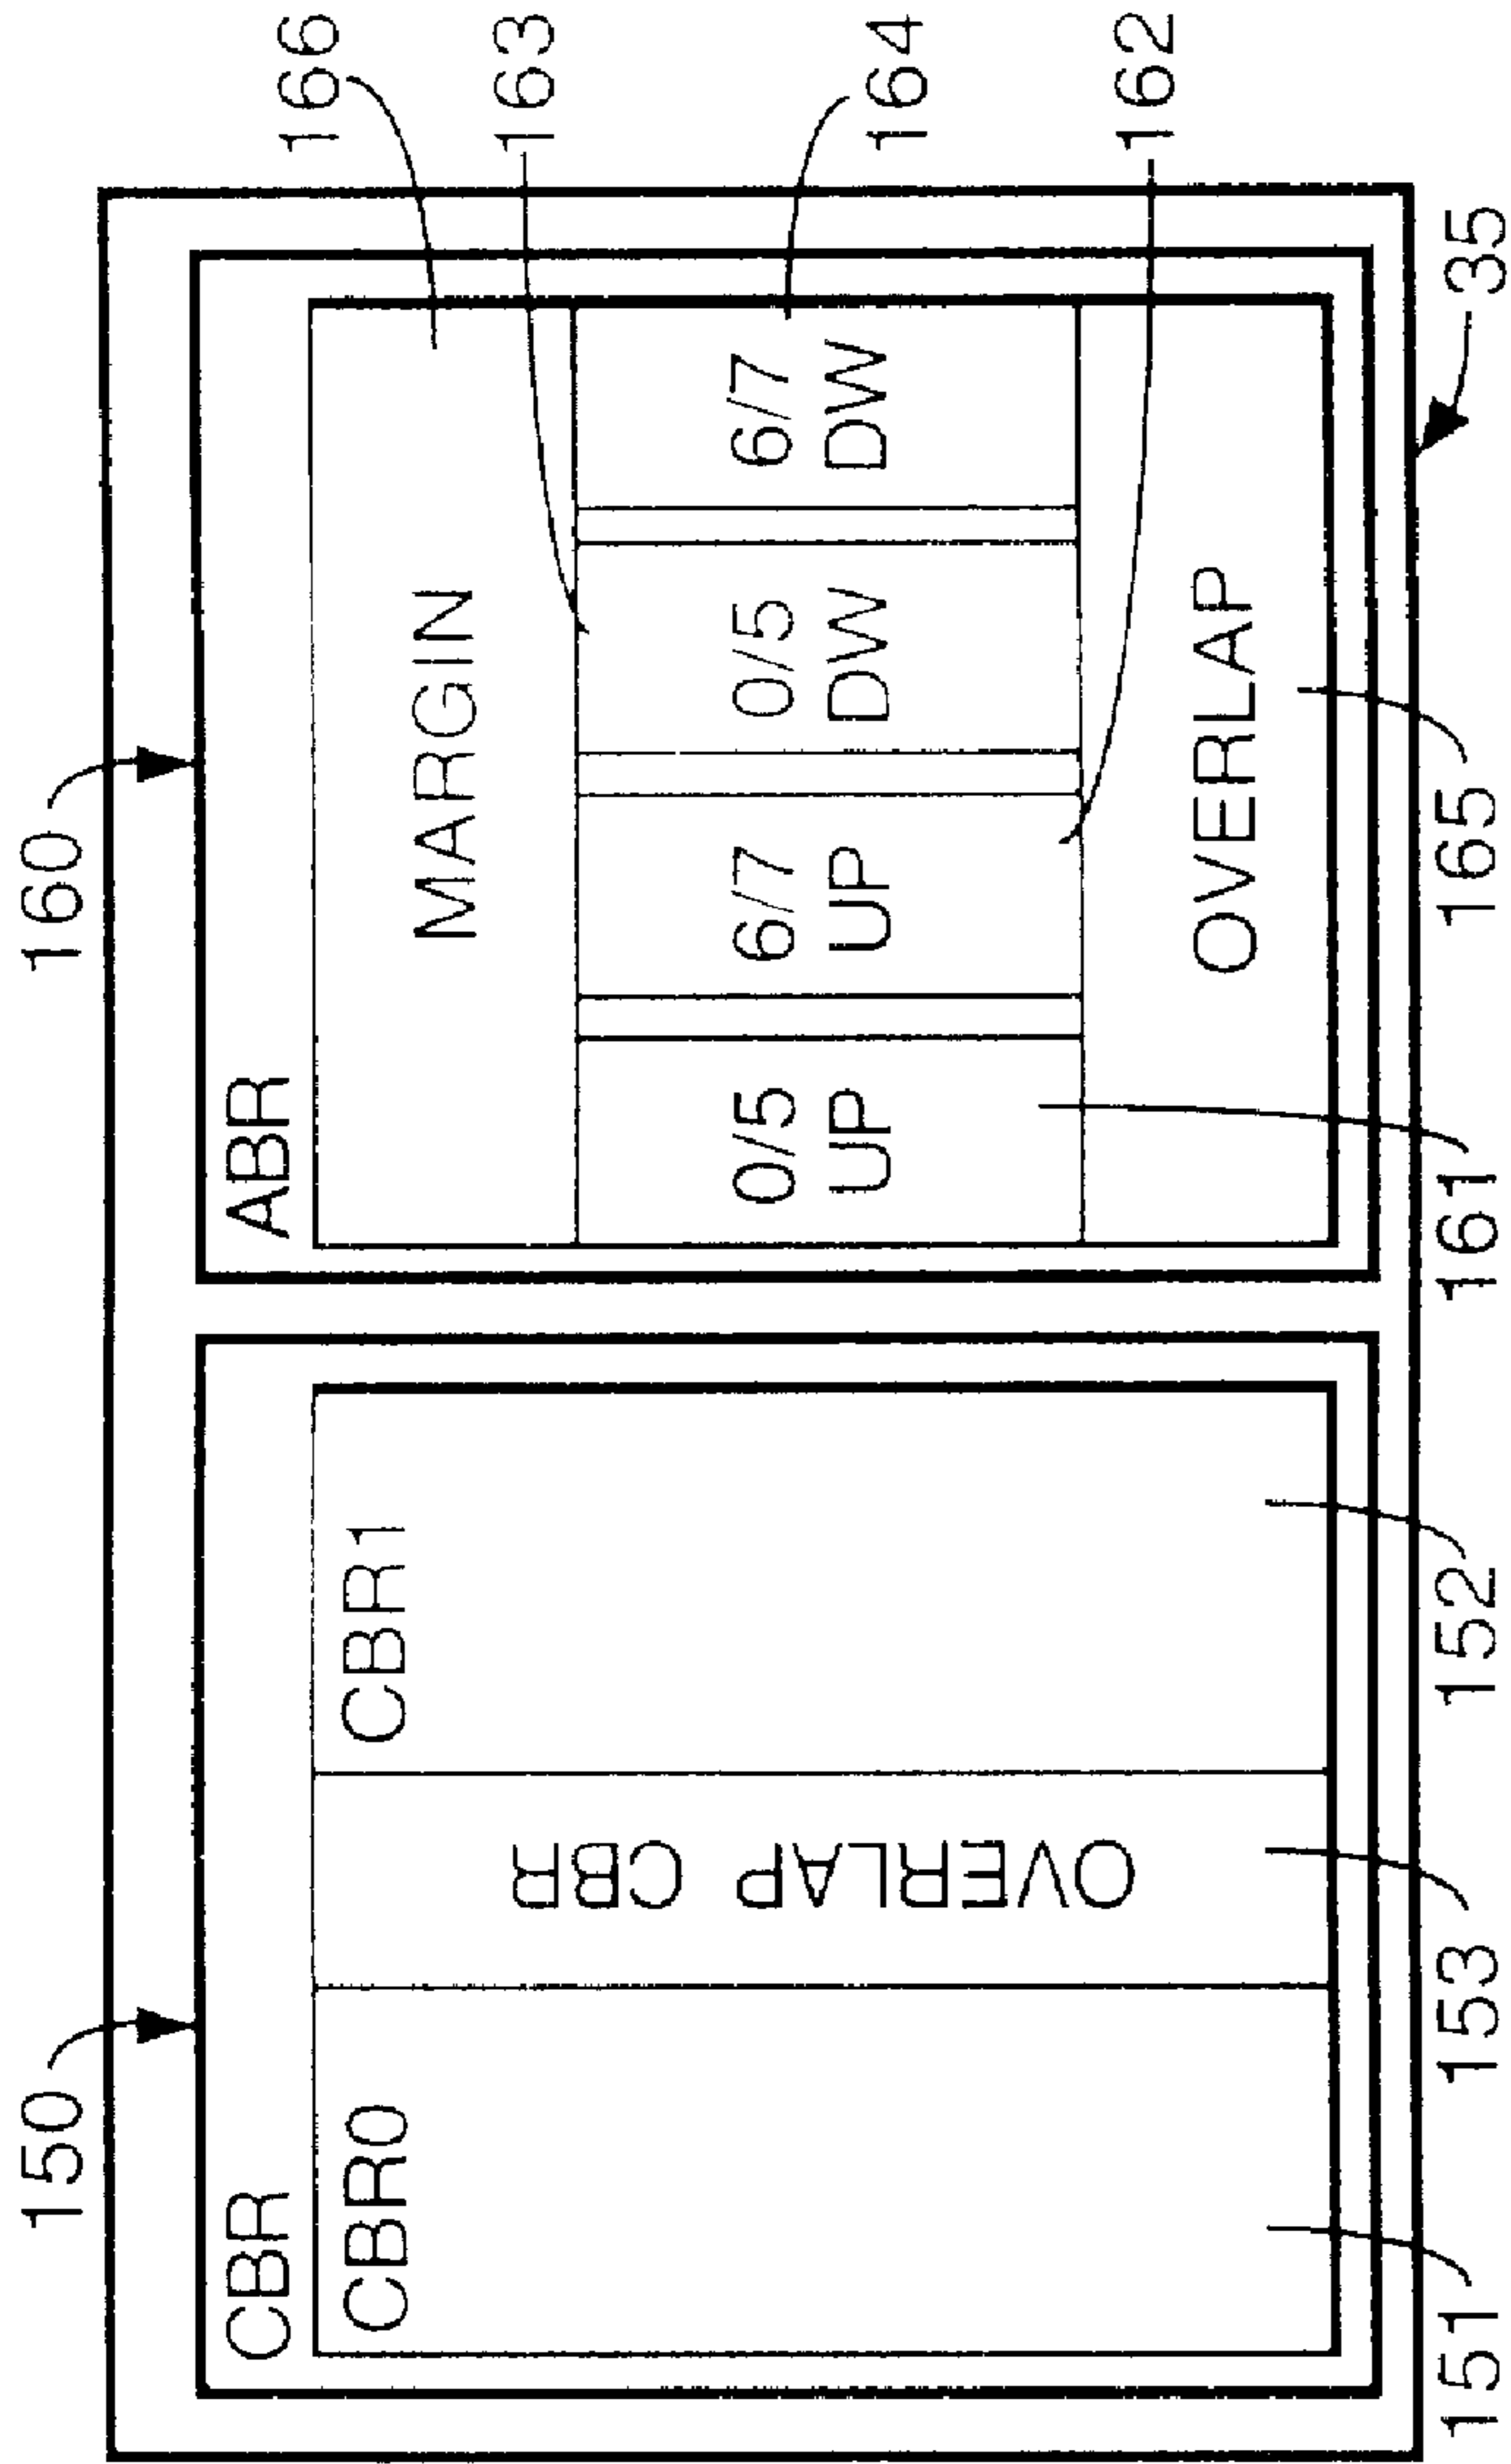 150
160
CBR
CBR0
OVERLAP CBR
CBR1
ABR
MARGIN
0/5
UP
6/7
UP
0/5
DW
6/7
DW
OVERLAP
166
163
164
162
151
153
152
161
165
35